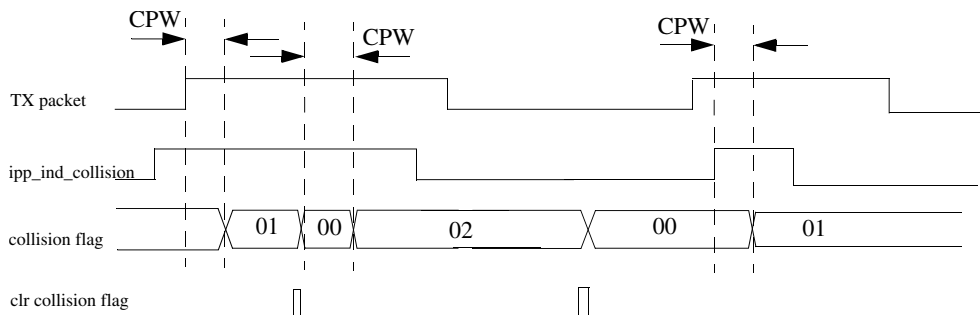 CPW
CPW
CPW
TX packet
ipp_ind_collision
collision flag
01
00
02
00
01
clr collision flag